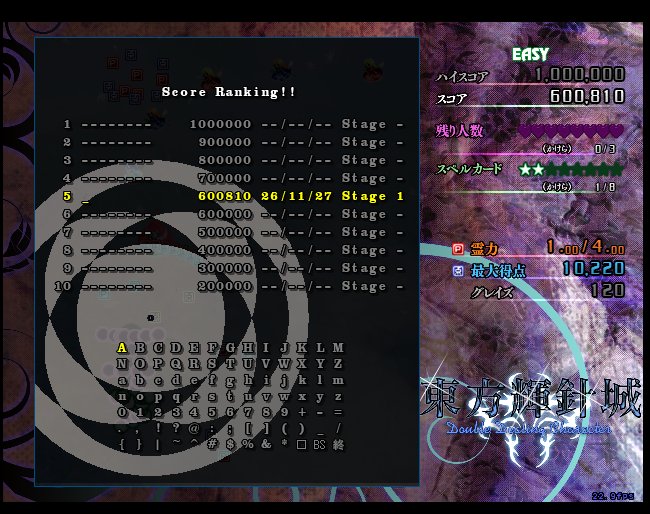 Score Ranking!!
1 -------- 1000000 --/--/-- Stage -
2 -------- 900000 --/--/-- Stage -
3 -------- 800000 --/--/-- Stage -
4 -------- 700000 --/--/-- Stage -
5 _ 600810 26/11/27 Stage 1
6 -------- 600000 --/--/-- Stage -
7 -------- 500000 --/--/-- Stage -
8 -------- 400000 --/--/-- Stage -
9 -------- 300000 --/--/-- Stage -
10 -------- 200000 --/--/-- Stage -
A B C D E F G H I J K L M
N O P Q R S T U V W X Y Z
a b c d e f g h i j k l m
n o p q r s t u v w x y z
0 1 2 3 4 5 6 7 8 9 + - =
. , ! ? @ : ; [ ] ( ) _ /
{ } | ~ ^ # $ % & * □ BS 終
EASY
ハイスコア 1,000,000
スコア 600,810
残り人数
(かけら) 0/3
スペルカード
(かけら) 1/8
P 霊力 1.00/4.00
点 最大得点 10,220
グレイズ 120
東方輝針城
Double Dealing Character
22.9fps